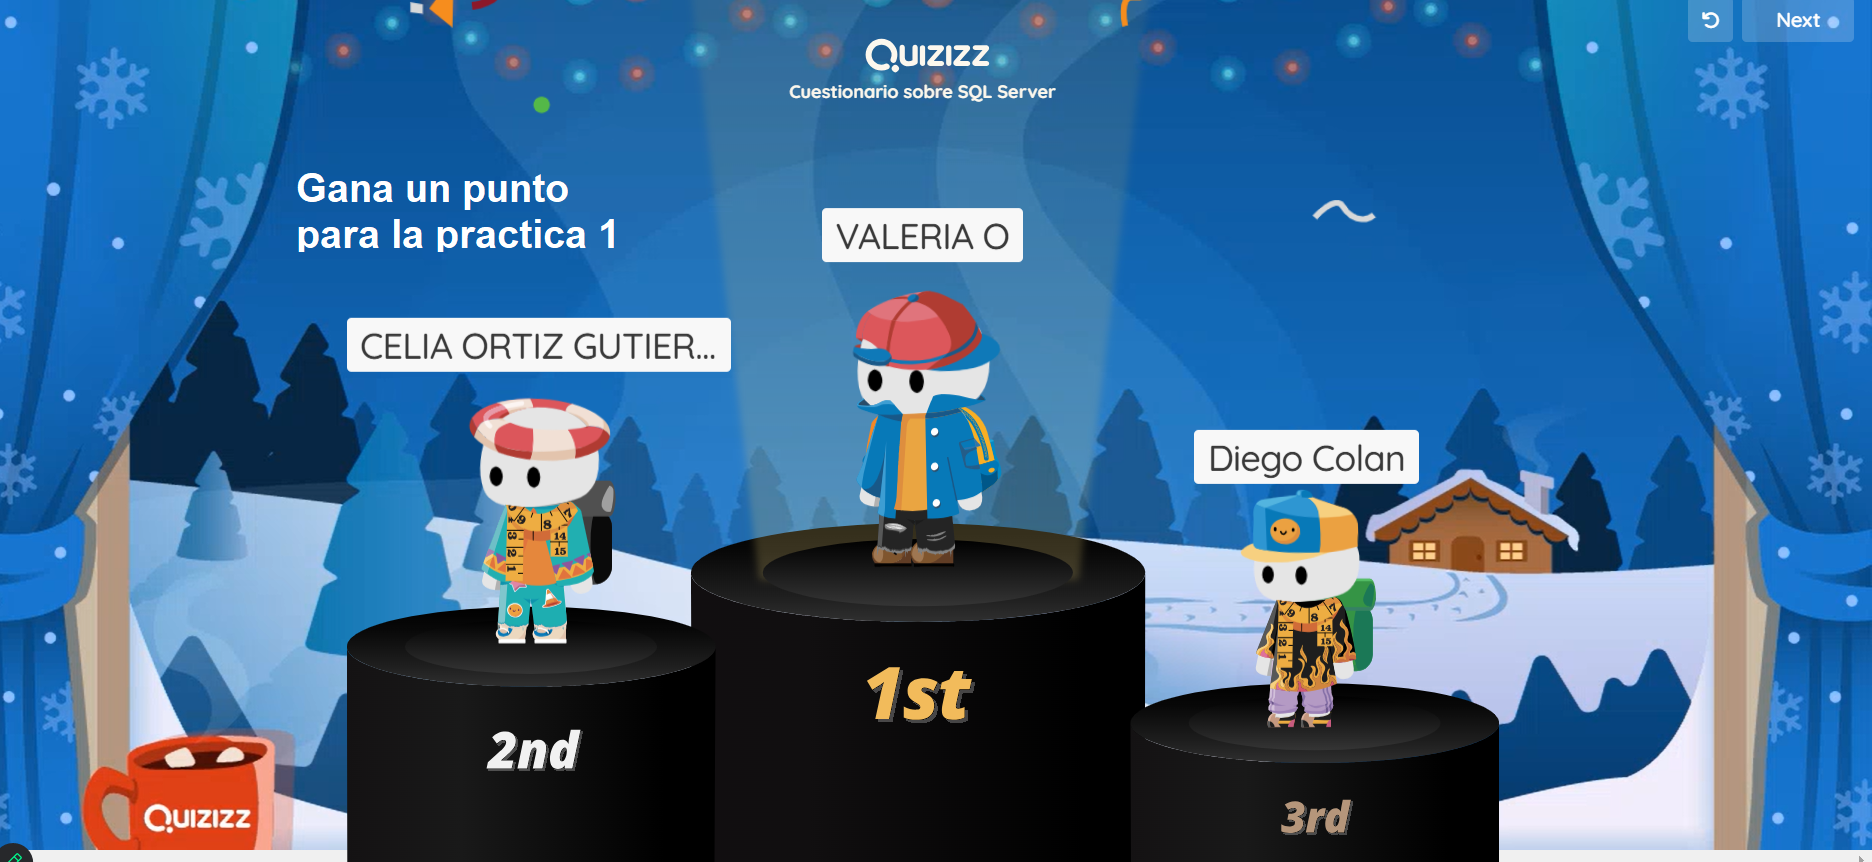 Next
Quizizz
Cuestionario sobre SQL Server
Gana un punto
para la practica 1
VALERIA O
CELIA ORTIZ GUTIER...
Diego Colan
1st
2nd
3rd
Quizizz